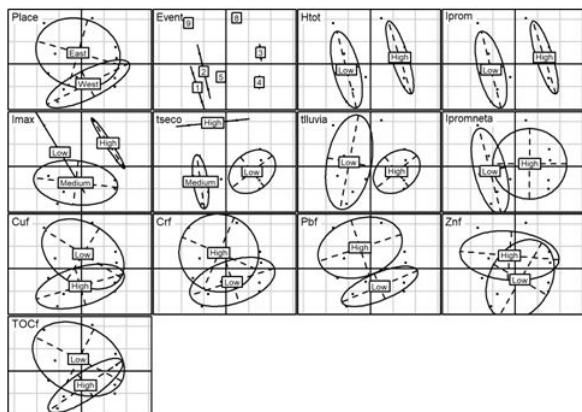 Place
East
West
Event
9
8
3
2
5
4
1
Htot
High
Low
Iprom
High
Low
Imax
High
Low
Medium
tseco
High
Low
Medium
tlluvia
Low
High
Ipromneta
High
Low
Cuf
Low
High
Crf
High
Low
Pbf
High
Low
Znf
High
Low
TOCf
Low
High